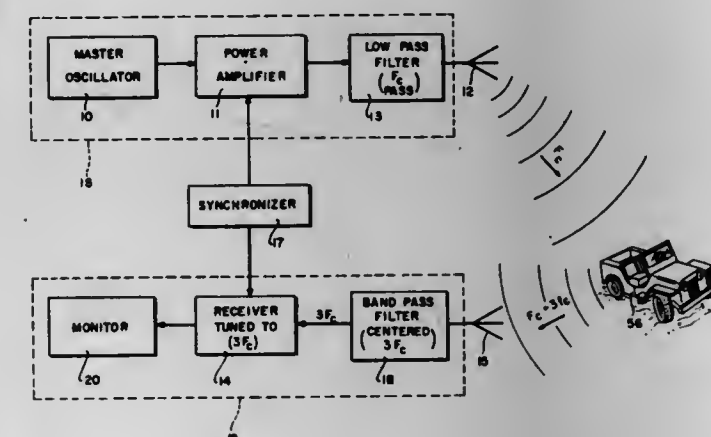 MASTER
OSCILLATOR
10
POWER
AMPLIFIER
11
LOW PASS
FILTER
(Fc
PASS)
13
12
18
Fc
SYNCHRONIZER
17
MONITOR
20
RECEIVER
TUNED TO
(3Fc)
14
3Fc
BAND PASS
FILTER
(CENTERED
3Fc)
16
15
56